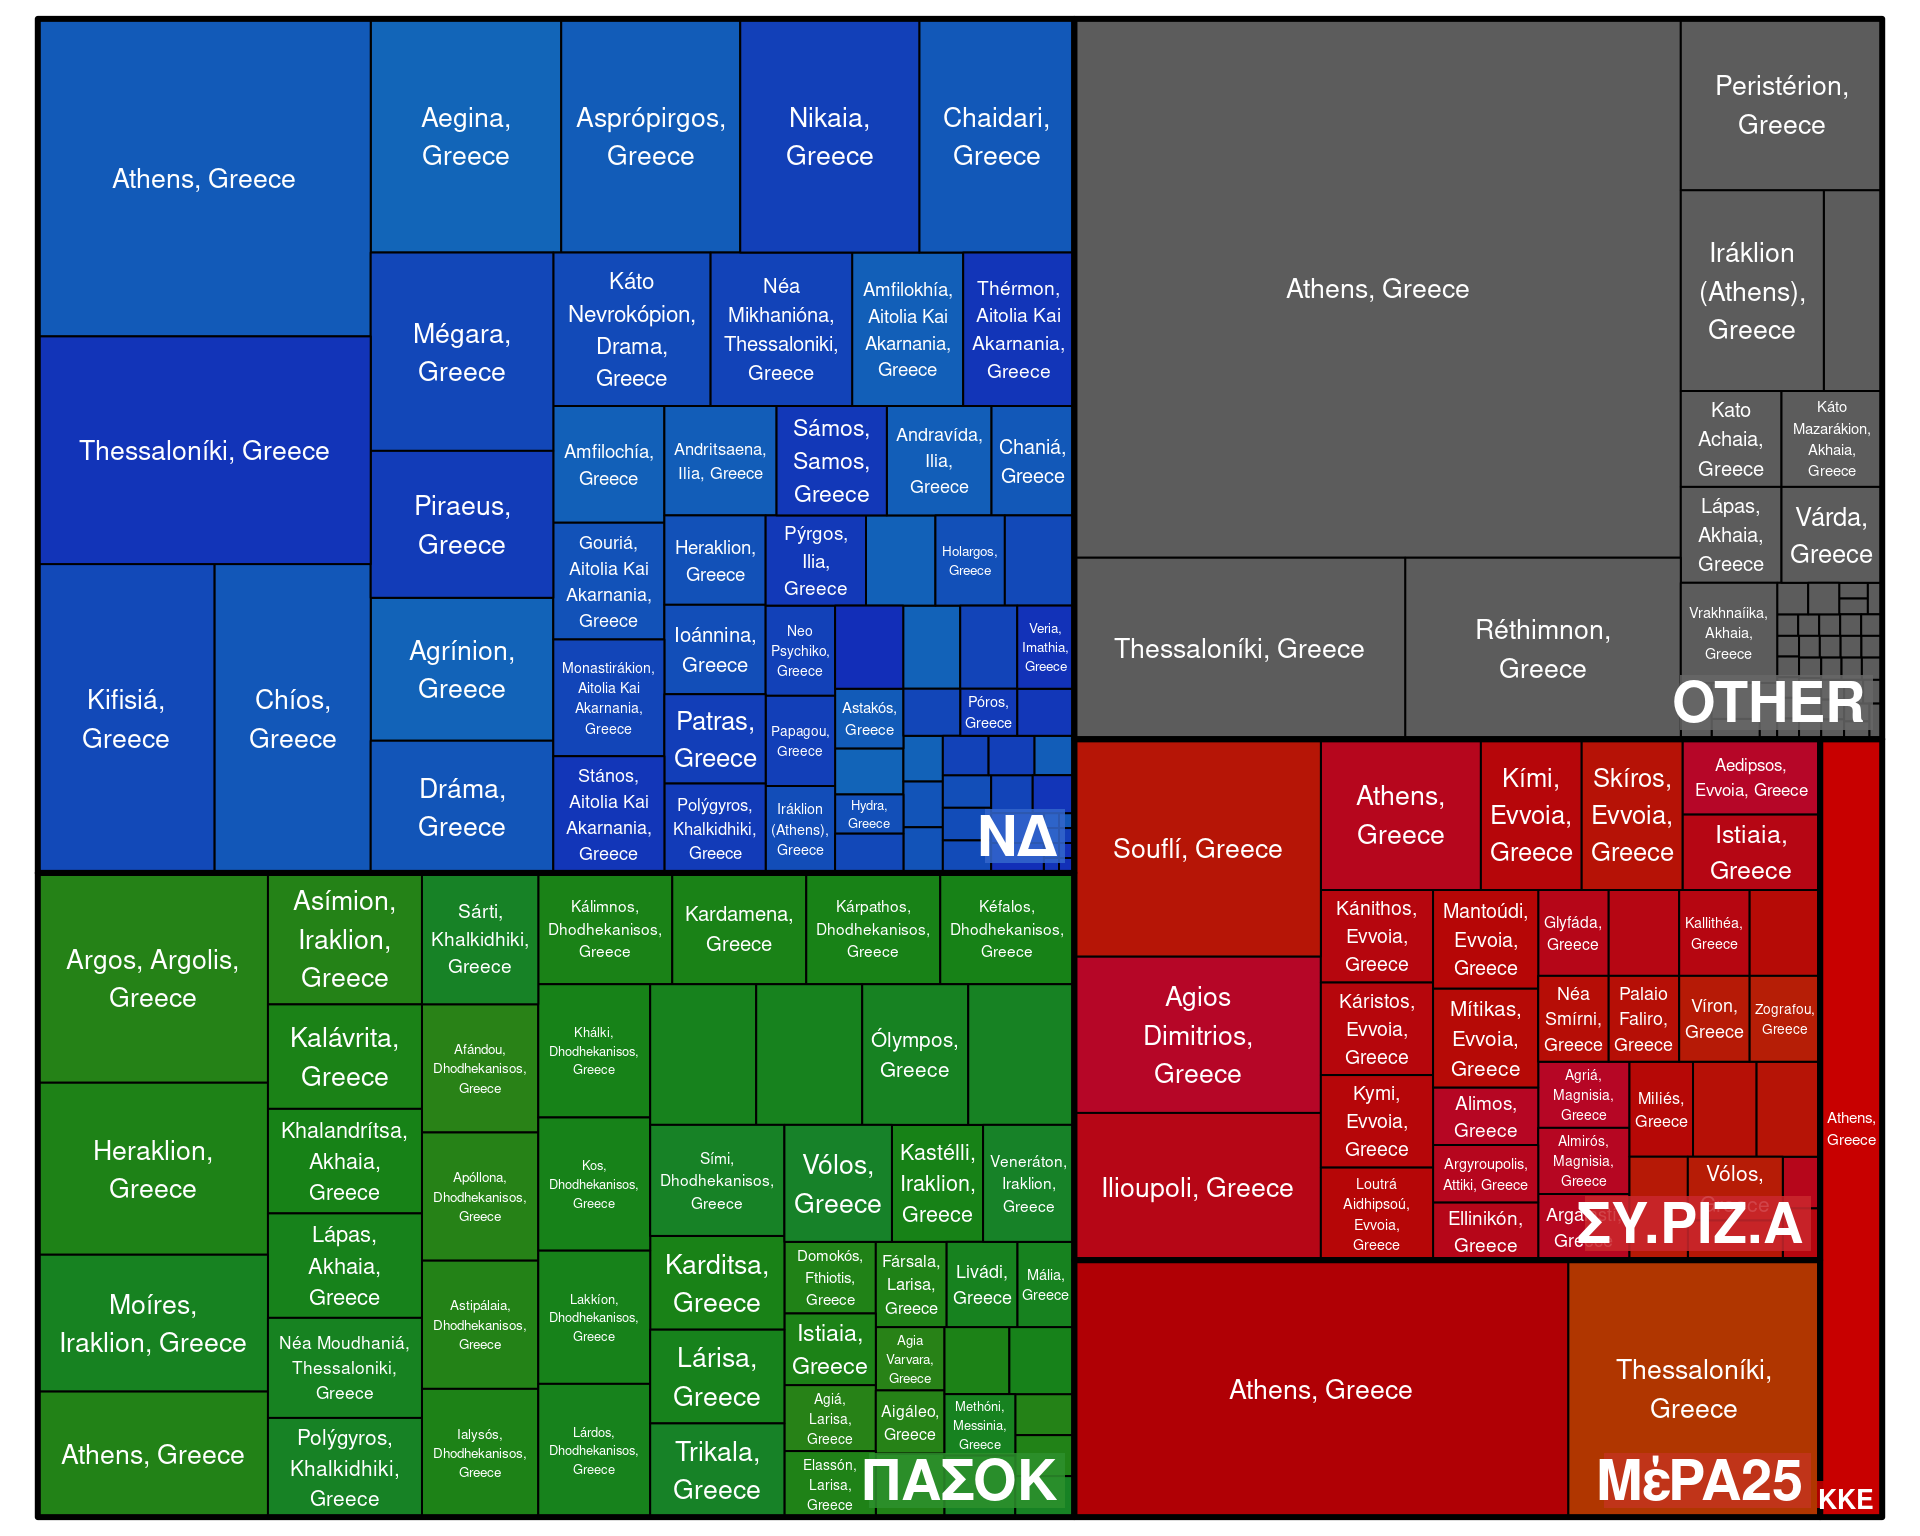 Athens, Greece
Thessaloníki, Greece
Kifisiá,
Greece
Chíos,
Greece
Aegina,
Greece
Asprópirgos,
Greece
Nikaia,
Greece
Chaidari,
Greece
Mégara,
Greece
Piraeus,
Greece
Agrínion,
Greece
Dráma,
Greece
Káto
Nevrokópion,
Drama,
Greece
Néa
Mikhanióna,
Thessaloniki,
Greece
Amfilokhía,
Aitolia Kai
Akarnania,
Greece
Thérmon,
Aitolia Kai
Akarnania,
Greece
Amfilochía,
Greece
Gouriá,
Aitolia Kai
Akarnania,
Greece
Monastirákion,
Aitolia Kai
Akarnania,
Greece
Stános,
Aitolia Kai
Akarnania,
Greece
Andritsaena,
Ilia, Greece
Sámos,
Samos,
Greece
Andravída,
Ilia,
Greece
Chaniá,
Greece
Heraklion,
Greece
Ioánnina,
Greece
Patras,
Greece
Polýgyros,
Khalkidhiki,
Greece
Pýrgos,
Ilia,
Greece
Holargos,
Greece
Neo
Psychiko,
Greece
Papagou,
Greece
Iráklion
(Athens),
Greece
Veria,
Imathia,
Greece
Astakós,
Greece
Póros,
Greece
Hydra,
Greece
ΝΔ
Athens, Greece
Thessaloníki, Greece
Réthimnon,
Greece
Peristérion,
Greece
Iráklion
(Athens),
Greece
Kato
Achaia,
Greece
Káto
Mazarákion,
Akhaia,
Greece
Lápas,
Akhaia,
Greece
Várda,
Greece
Vrakhnaíika,
Akhaia,
Greece
OTHER
Argos, Argolis,
Greece
Heraklion,
Greece
Moíres,
Iraklion, Greece
Athens, Greece
Asímion,
Iraklion,
Greece
Kalávrita,
Greece
Khalandrítsa,
Akhaia,
Greece
Lápas,
Akhaia,
Greece
Néa Moudhaniá,
Thessaloniki,
Greece
Polýgyros,
Khalkidhiki,
Greece
Sárti,
Khalkidhiki,
Greece
Afándou,
Dhodhekanisos,
Greece
Apóllona,
Dhodhekanisos,
Greece
Astipálaia,
Dhodhekanisos,
Greece
Ialysós,
Dhodhekanisos,
Greece
Kálimnos,
Dhodhekanisos,
Greece
Kardamena,
Greece
Kárpathos,
Dhodhekanisos,
Greece
Kéfalos,
Dhodhekanisos,
Greece
Khálki,
Dhodhekanisos,
Greece
Kos,
Dhodhekanisos,
Greece
Lakkíon,
Dhodhekanisos,
Greece
Lárdos,
Dhodhekanisos,
Greece
Ólympos,
Greece
Sími,
Dhodhekanisos,
Greece
Karditsa,
Greece
Lárisa,
Greece
Trikala,
Greece
Vólos,
Greece
Kastélli,
Iraklion,
Greece
Veneráton,
Iraklion,
Greece
Domokós,
Fthiotis,
Greece
Istiaia,
Greece
Agiá,
Larisa,
Greece
Elassón,
Larisa,
Greece
Fársala,
Larisa,
Greece
Livádi,
Greece
Mália,
Greece
Agia
Varvara,
Greece
Aigáleo,
Greece
Methóni,
Messinia,
Greece
ΠΑΣΟΚ
Souflí, Greece
Agios
Dimitrios,
Greece
Ilioupoli, Greece
Athens,
Greece
Kími,
Evvoia,
Greece
Skíros,
Evvoia,
Greece
Aedipsos,
Evvoia, Greece
Istiaia,
Greece
Kánithos,
Evvoia,
Greece
Káristos,
Evvoia,
Greece
Kymi,
Evvoia,
Greece
Loutrá
Aidhipsoú,
Evvoia,
Greece
Mantoúdi,
Evvoia,
Greece
Mítikas,
Evvoia,
Greece
Alimos,
Greece
Argyroupolis,
Attiki, Greece
Ellinikón,
Greece
Glyfáda,
Greece
Kallithéa,
Greece
Néa
Smírni,
Greece
Palaio
Faliro,
Greece
Víron,
Greece
Zografou,
Greece
Agriá,
Magnisia,
Greece
Almirós,
Magnisia,
Greece
Miliés,
Greece
Vólos,
Greece
ΣΥ.ΡΙΖ.Α
Athens, Greece
Thessaloníki,
Greece
ΜέΡΑ25
Athens,
Greece
KKE